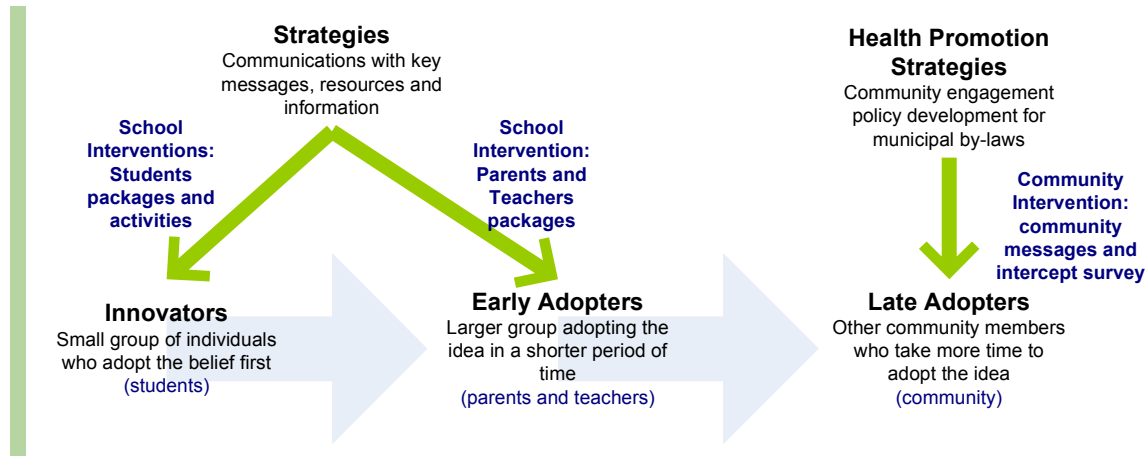 Strategies
Communications with key
messages, resources and
information
Health Promotion
Strategies
Community engagement
policy development for
municipal by-laws
School
Interventions:
Students
packages and
activities
School
Intervention:
Parents and
Teachers
packages
Community
Intervention:
community
messages and
intercept survey
Innovators
Small group of individuals
who adopt the belief first
(students)
Early Adopters
Larger group adopting the
idea in a shorter period of
time
(parents and teachers)
Late Adopters
Other community members
who take more time to
adopt the idea
(community)